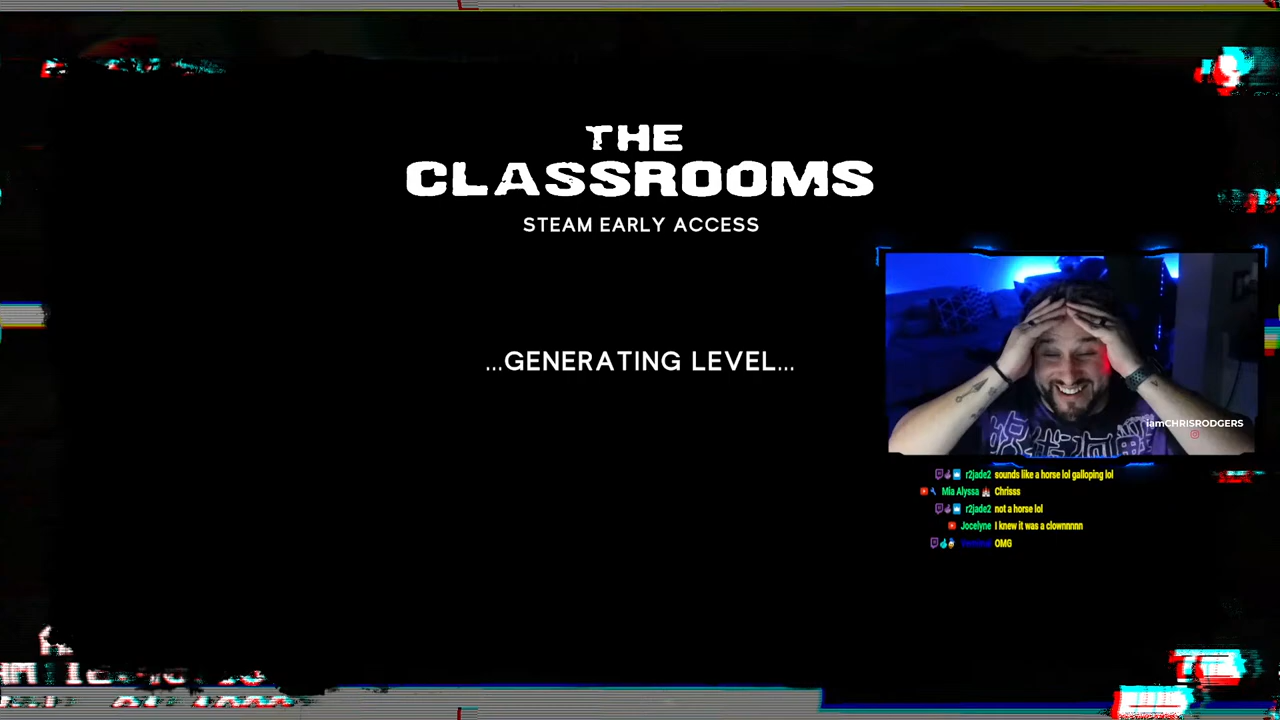 THE
CLASSROOMS
STEAM EARLY ACCESS
...GENERATING LEVEL...
iamCHRISRODGERS
r2jade2 sounds like a horse lol galloping lol
Mia Alyssa Chrisss
r2jade2 not a horse lol
Jocelyne I knew it was a clownnnnn
OMG